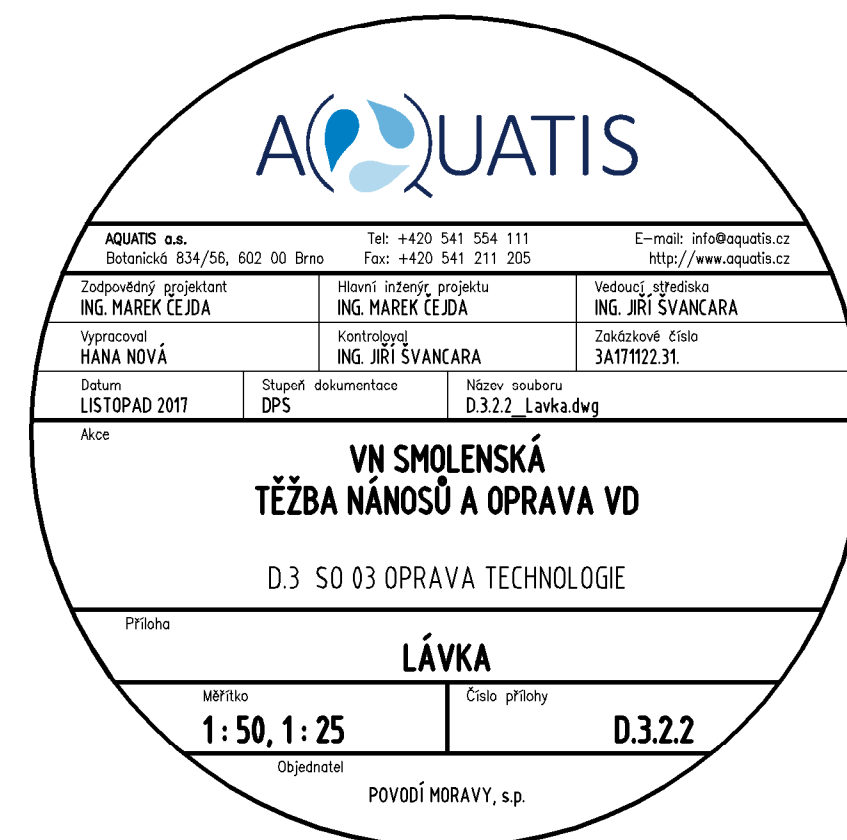 AQUATIS
AQUATIS a.s. Tel: +420 541 554 111 E-mail: info@aquatis.cz
Botanická 834/56, 602 00 Brno Fax: +420 541 211 205 http://www.aquatis.cz
Zodpovědný projektant Hlavní inženýr projektu Vedoucí střediska
ING. MAREK ČEJDA ING. MAREK ČEJDA ING. JIŘÍ ŠVANCARA
Vypracoval Kontroloval Zakázkové číslo
HANA NOVÁ ING. JIŘÍ ŠVANCARA 3A171122.31.
Datum Stupeň dokumentace Název souboru
LISTOPAD 2017 DPS D.3.2.2_Lavka.dwg
Akce
VN SMOLENSKÁ
TĚŽBA NÁNOSŮ A OPRAVA VD
D.3 SO 03 OPRAVA TECHNOLOGIE
Příloha
LÁVKA
Měřítko Číslo přílohy
1 : 50, 1 : 25 D.3.2.2
Objednatel
POVODÍ MORAVY, s.p.